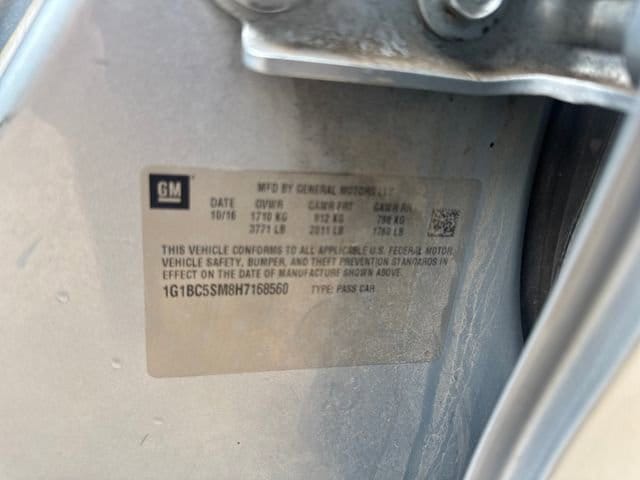 GM
MFD BY GENERAL MOTORS LLC
DATE GVWR GAWR FRT GAWR RR
10/16 1710 KG 912 KG 798 KG
3771 LB 2011 LB 1760 LB
THIS VEHICLE CONFORMS TO ALL APPLICABLE U.S. FEDERAL MOTOR
VEHICLE SAFETY, BUMPER, AND THEFT PREVENTION STANDARDS IN
EFFECT ON THE DATE OF MANUFACTURE SHOWN ABOVE.
1G1BC5SM8H7168560 TYPE: PASS CAR